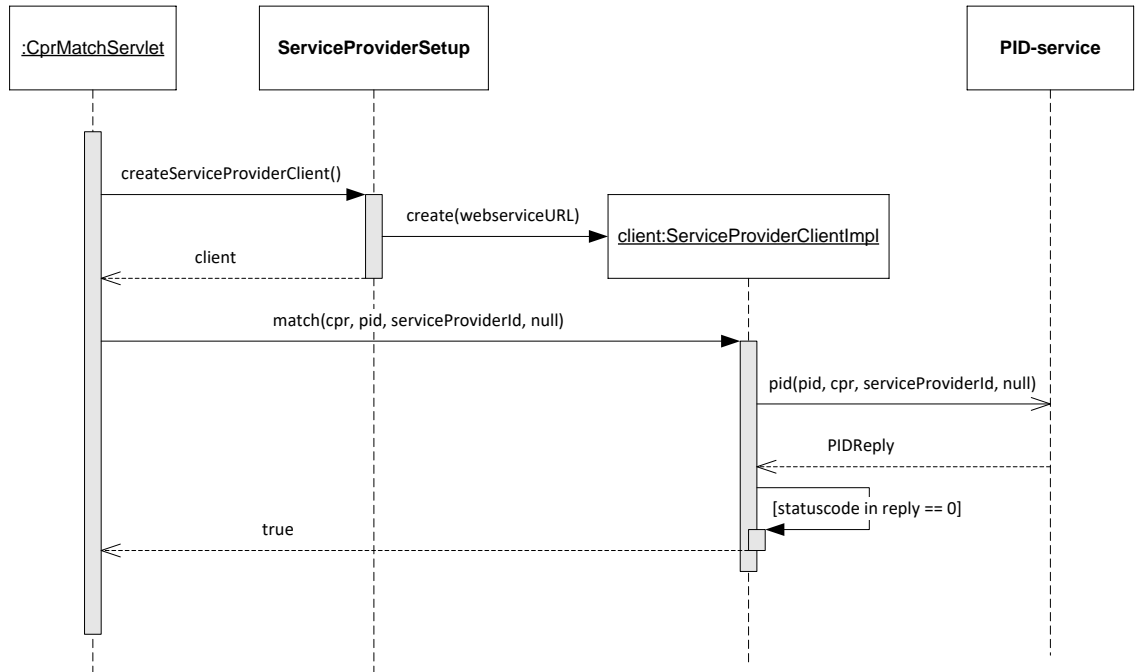 :CprMatchServlet
ServiceProviderSetup
PID-service
createServiceProviderClient()
create(webserviceURL)
client:ServiceProviderClientImpl
client
match(cpr, pid, serviceProviderId, null)
pid(pid, cpr, serviceProviderId, null)
PIDReply
[statuscode in reply == 0]
true